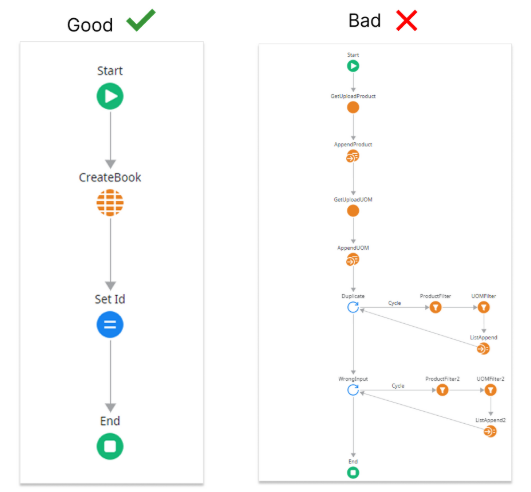 Good
Start
CreateBook
Set Id
End
Bad
Start
GetUploadProduct
AppendProduct
GetUploadUOM
AppendUOM
Duplicate
Cycle
ProductFilter
UOMFilter
ListAppend
WrongInput
Cycle
ProductFilter2
UOMFilter2
ListAppend2
End